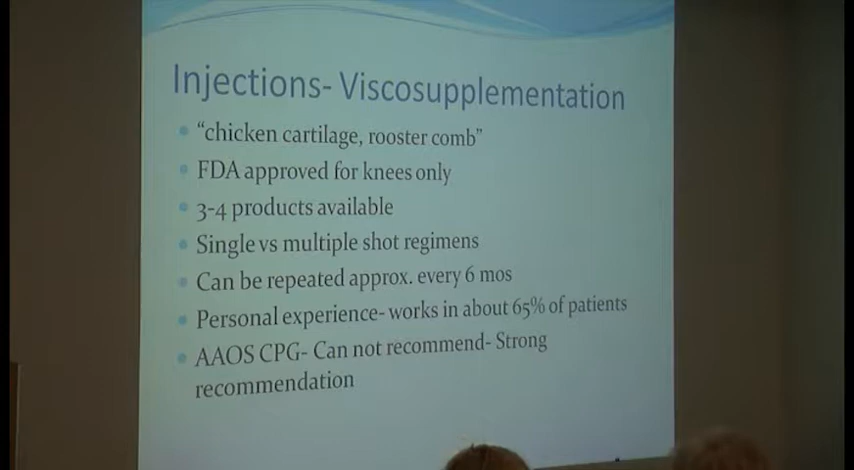 Injections- Viscosupplementation
“chicken cartilage, rooster comb”
FDA approved for knees only
3-4 products available
Single vs multiple shot regimens
Can be repeated approx. every 6 mos
Personal experience- works in about 65% of patients
AAOS CPG- Can not recommend- Strong
recommendation